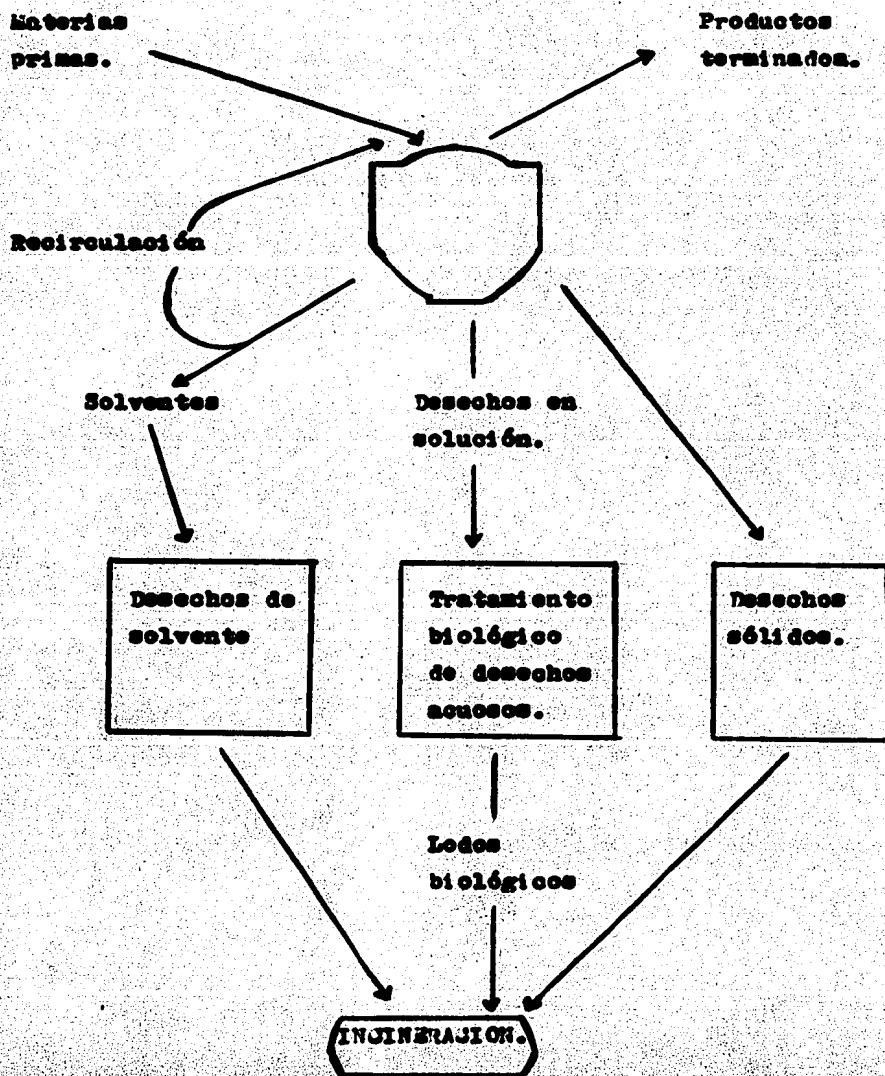 Materias
primas.
Productos
terminados.
Recirculación
Solventes
Desechos en
solución.
Desechos de
solvente
Tratamiento
biológico
de desechos
acuosos.
Desechos
sólidos.
Lodos
biológicos
INCINERACION.